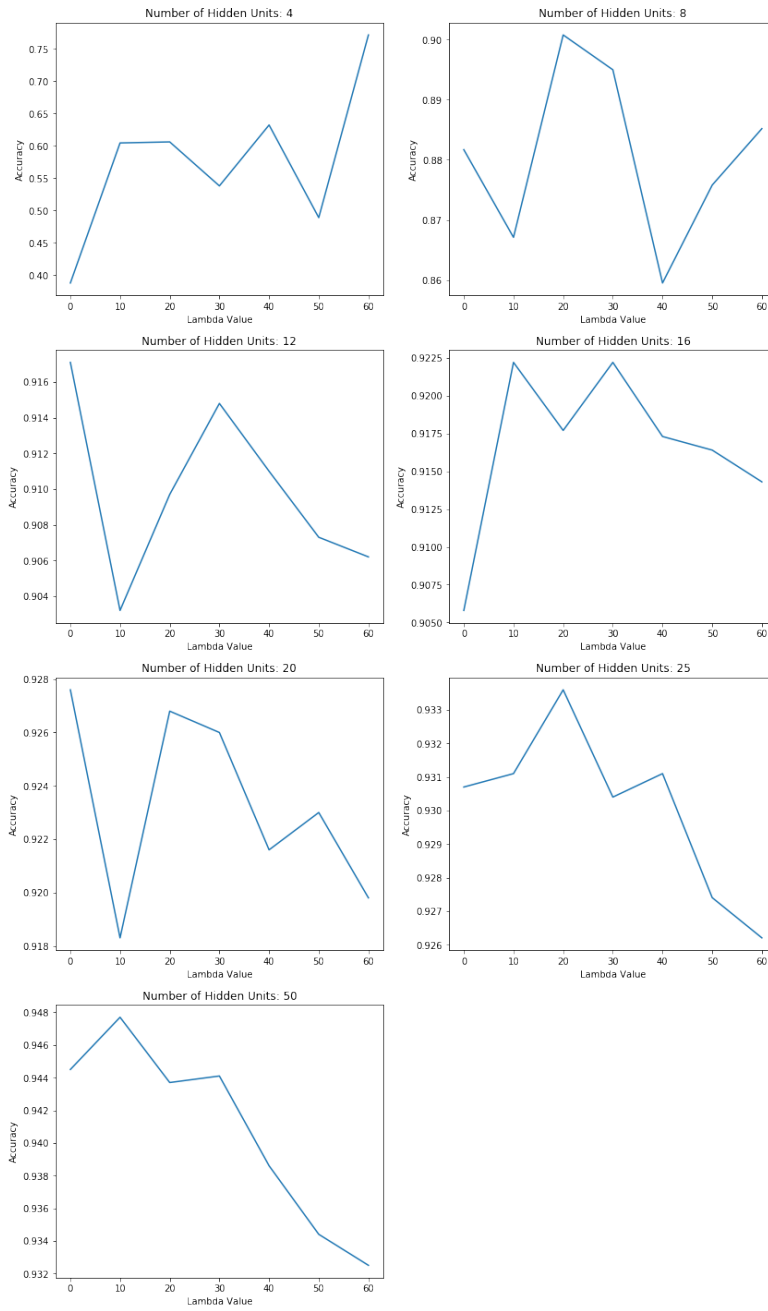 Number of Hidden Units: 4
0.75
0.70
0.65
0.60
0.55
0.50
0.45
0.40
Accuracy
0 10 20 30 40 50 60
Lambda Value
Number of Hidden Units: 8
0.90
0.89
0.88
0.87
0.86
Accuracy
0 10 20 30 40 50 60
Lambda Value
Number of Hidden Units: 12
0.916
0.914
0.912
0.910
0.908
0.906
0.904
Accuracy
0 10 20 30 40 50 60
Lambda Value
Number of Hidden Units: 16
0.9225
0.9200
0.9175
0.9150
0.9125
0.9100
0.9075
0.9050
Accuracy
0 10 20 30 40 50 60
Lambda Value
Number of Hidden Units: 20
0.928
0.926
0.924
0.922
0.920
0.918
Accuracy
0 10 20 30 40 50 60
Lambda Value
Number of Hidden Units: 25
0.933
0.932
0.931
0.930
0.929
0.928
0.927
0.926
Accuracy
0 10 20 30 40 50 60
Lambda Value
Number of Hidden Units: 50
0.948
0.946
0.944
0.942
0.940
0.938
0.936
0.934
0.932
Accuracy
0 10 20 30 40 50 60
Lambda Value